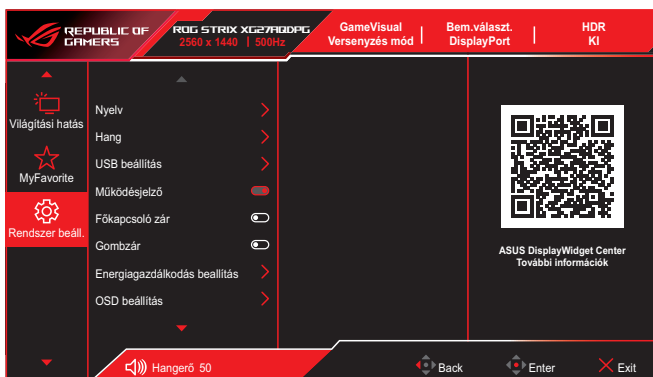 REPUBLIC OF
GAMERS
ROG STRIX XG27AQDPG
2560 x 1440 | 500Hz
GameVisual
Versenyzés mód
Bem.választ.
DisplayPort
HDR
KI
Világítási hatás
MyFavorite
Rendszer beáll.
Nyelv
Hang
USB beállítás
Működésjelző
Főkapcsoló zár
Gombzár
Energiagazdálkodás beallítás
OSD beállítás
ASUS DisplayWidget Center
További információk
Hangerő 50
Back
Enter
Exit